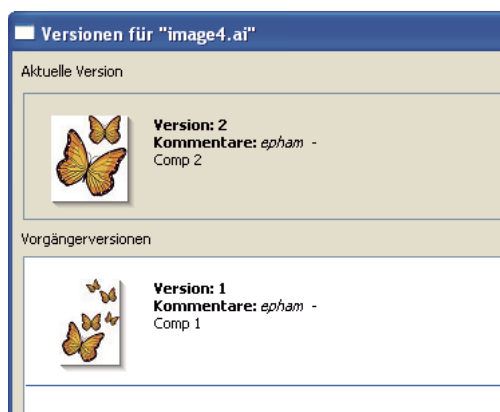 Versionen für "image4.ai"
Aktuelle Version
Version: 2
Kommentare: epham -
Comp 2
Vorgängerversionen
Version: 1
Kommentare: epham -
Comp 1